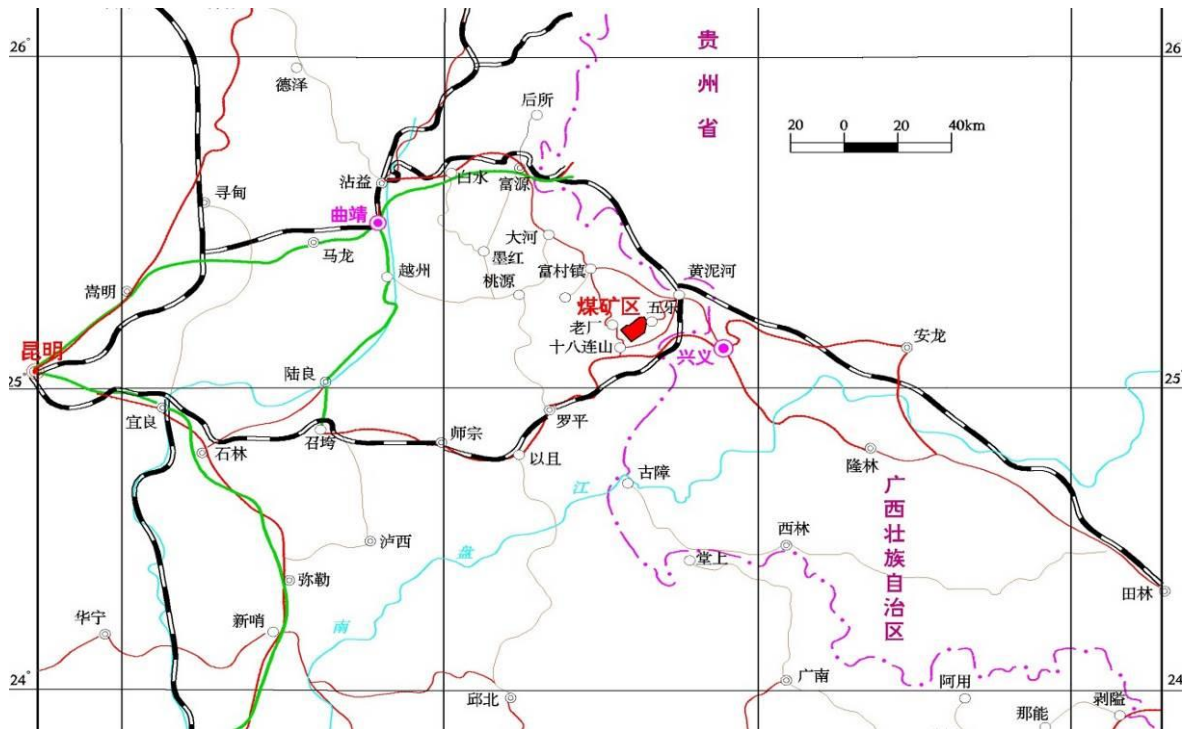 26°
26°
贵州省
德泽
后所
20 0 20 40km
沾益
白水
富源
寻甸
曲靖
大河
马龙
墨红
越州
富村镇
黄泥河
桃源
嵩明
煤矿区
五乐
老厂
昆明
十八连山
兴义
安龙
25°
25°
陆良
宜良
罗平
召垮
师宗
石林
以且
隆林
古障
江
广西壮族自治区
盘
西林
泸西
堂上
弥勒
田林
华宁
新哨
南
24°
24°
广南
阿用
邱北
剥隘
那能